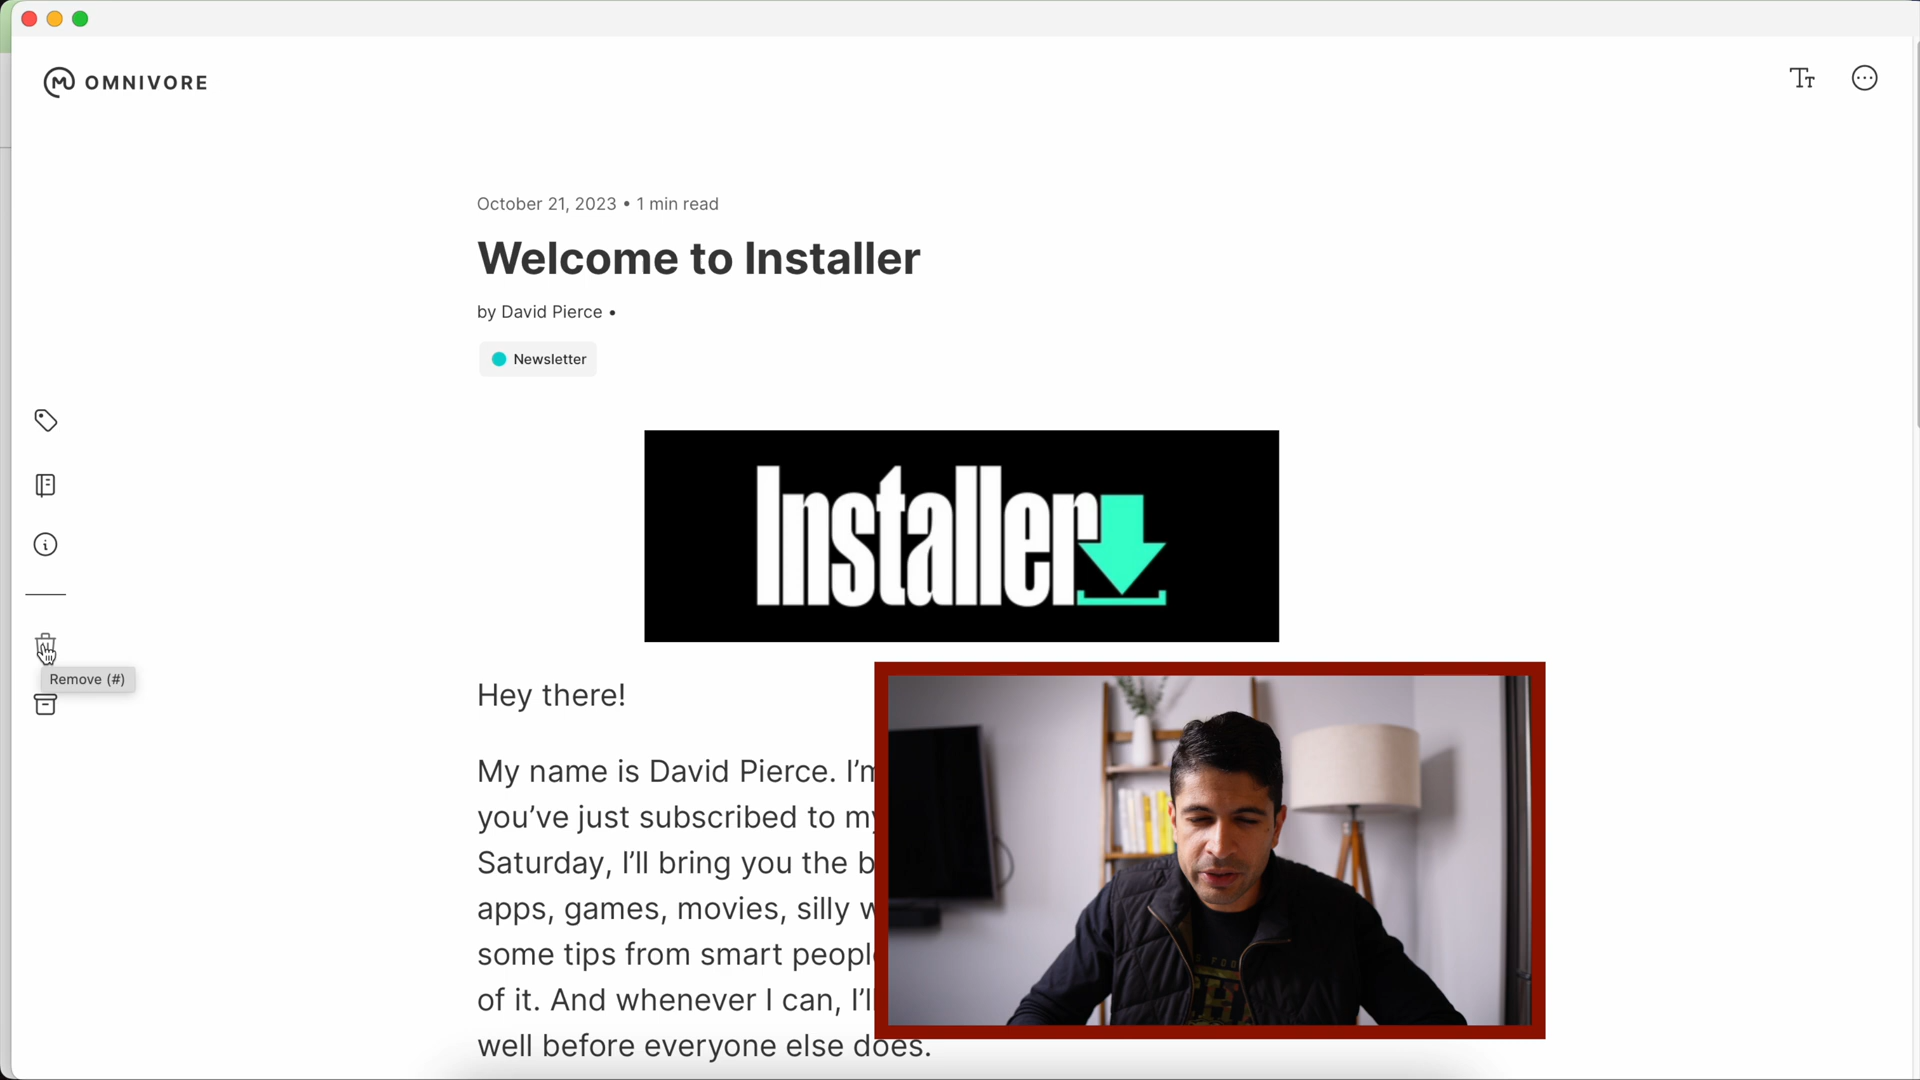 OMNIVORE
October 21, 2023 • 1 min read
Welcome to Installer
by David Pierce •
Newsletter
Installer
Remove (#)
Hey there!
My name is David Pierce.
you’ve just subscribed to
Saturday, I’ll bring you the
apps, games, movies, silly
some tips from smart
of it. And whenever I can,
well before everyone else does.